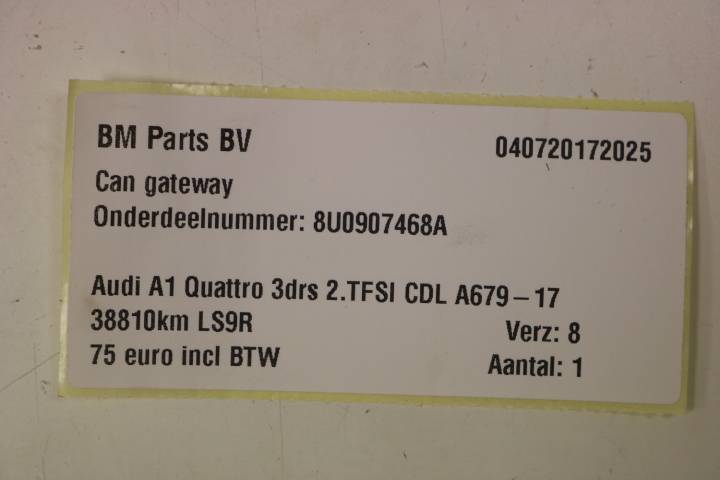 BM Parts BV 040720172025
Can gateway
Onderdeelnummer: 8U0907468A
Audi A1 Quattro 3drs 2.TFSI CDL A679-17
38810km LS9R Verz: 8
75 euro incl BTW Aantal: 1